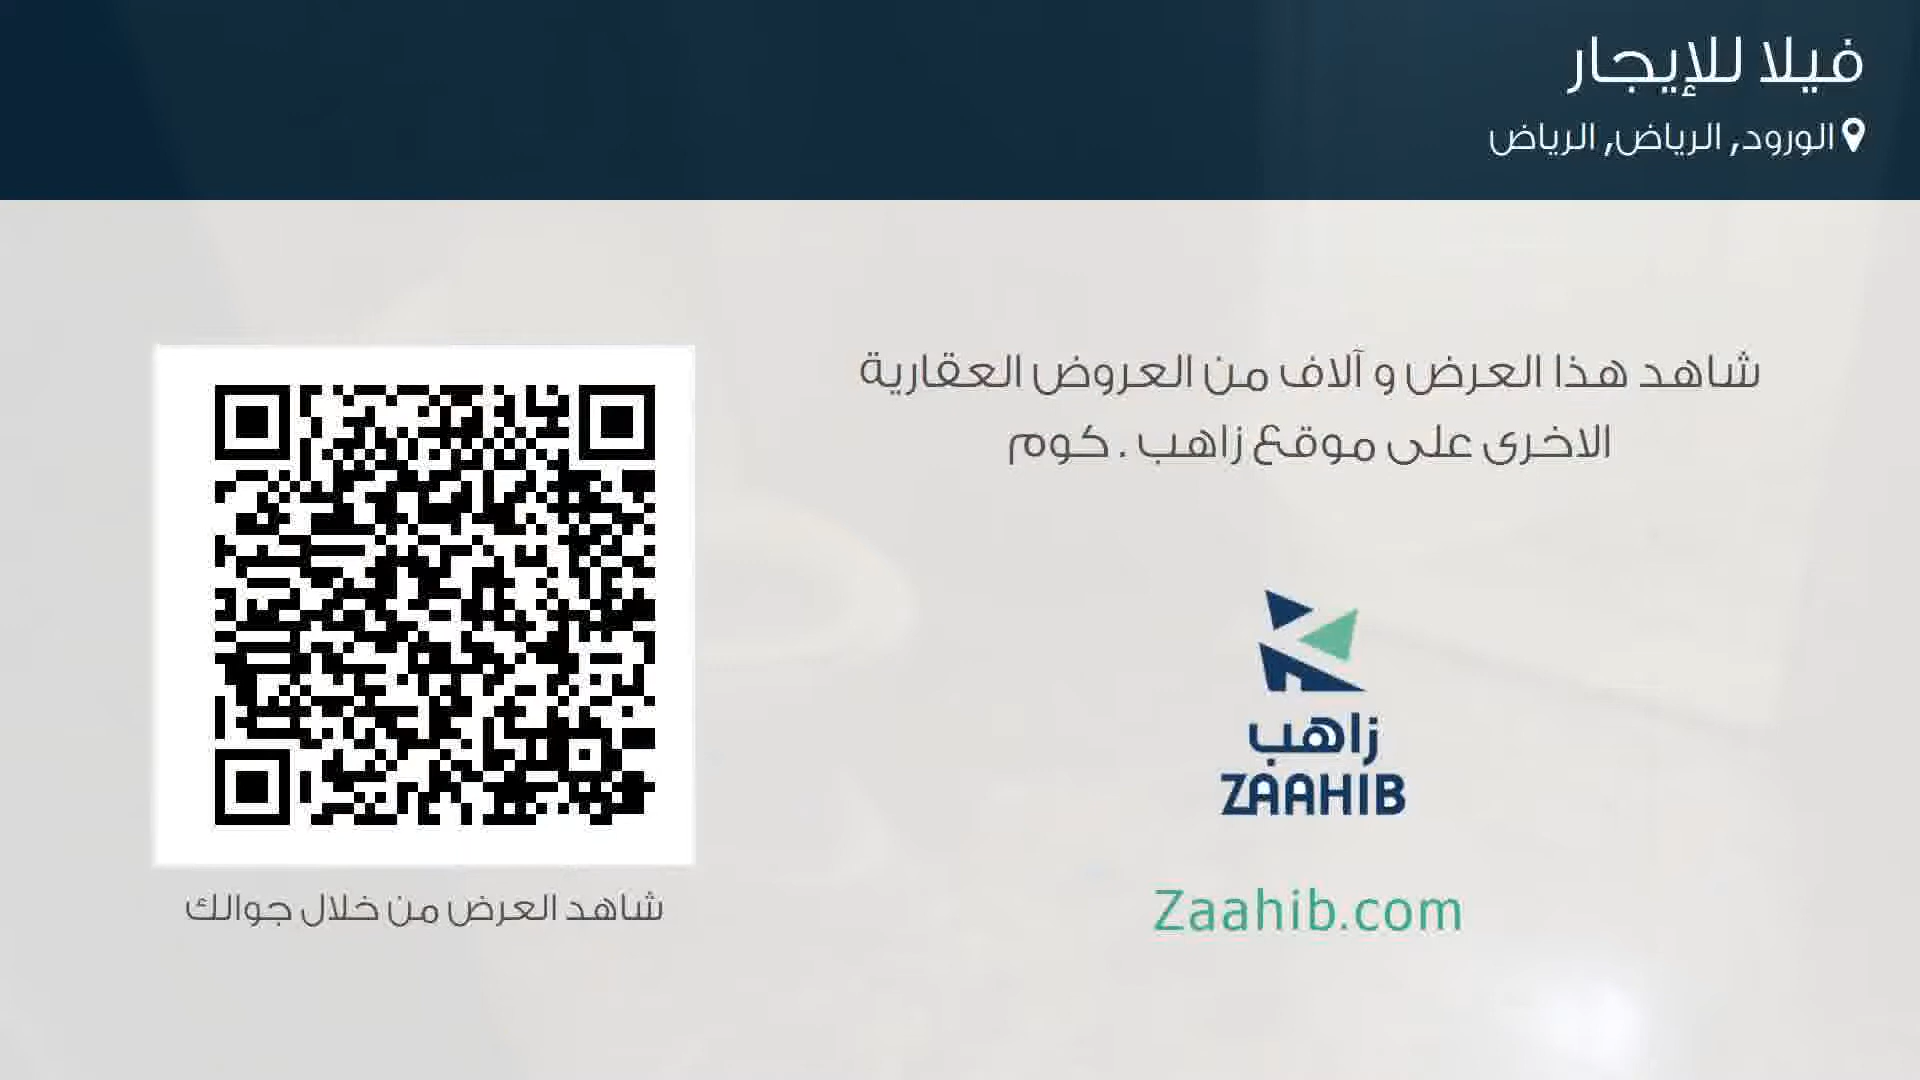 فيلا للإيجار
الورود, الرياض, الرياض
شاهد هذا العرض و آلاف من العروض العقارية
الاخرى على موقع زاهب . كوم
زاهب
ZAAHIB
Zaahib.com
شاهد العرض من خلال جوالك